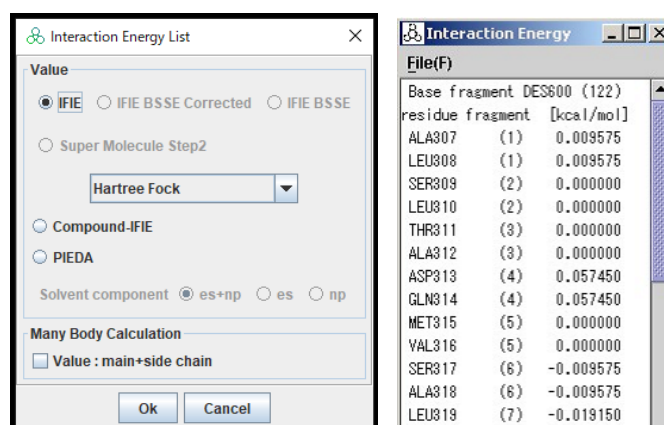 Interaction Energy List
Value
IFIE IFIE BSSE Corrected IFIE BSSE
Super Molecule Step2
Hartree Fock
Compound-IFIE
PIEDA
Solvent component es+np es np
Many Body Calculation
Value : main+side chain
Ok Cancel
Interaction Energy
File(F)
Base fragment DES600 (122)
residue fragment [kcal/mol]
ALA307 (1) 0.009575
LEU308 (1) 0.009575
SER309 (2) 0.000000
LEU310 (2) 0.000000
THR311 (3) 0.000000
ALA312 (3) 0.000000
ASP313 (4) 0.057450
GLN314 (4) 0.057450
MET315 (5) 0.000000
VAL316 (5) 0.000000
SER317 (6) -0.009575
ALA318 (6) -0.009575
LEU319 (7) -0.019150